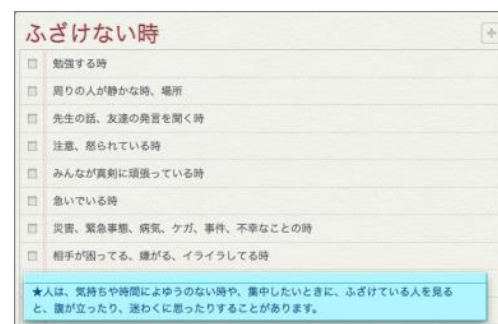 ふざけない時
勉強する時
周りの人が静かな時、場所
先生の話、友達の発言を聞く時
注意、怒られている時
みんなが真剣に頑張っている時
急いでいる時
災害、緊急事態、病気、ケガ、事件、不幸なことの時
相手が困ってる、嫌がる、イライラしてる時
★人は、気持ちや時間によゆうのない時や、集中したいときに、ふざけている人を見る
と、腹が立ったり、迷わくに思ったりすることがあります。